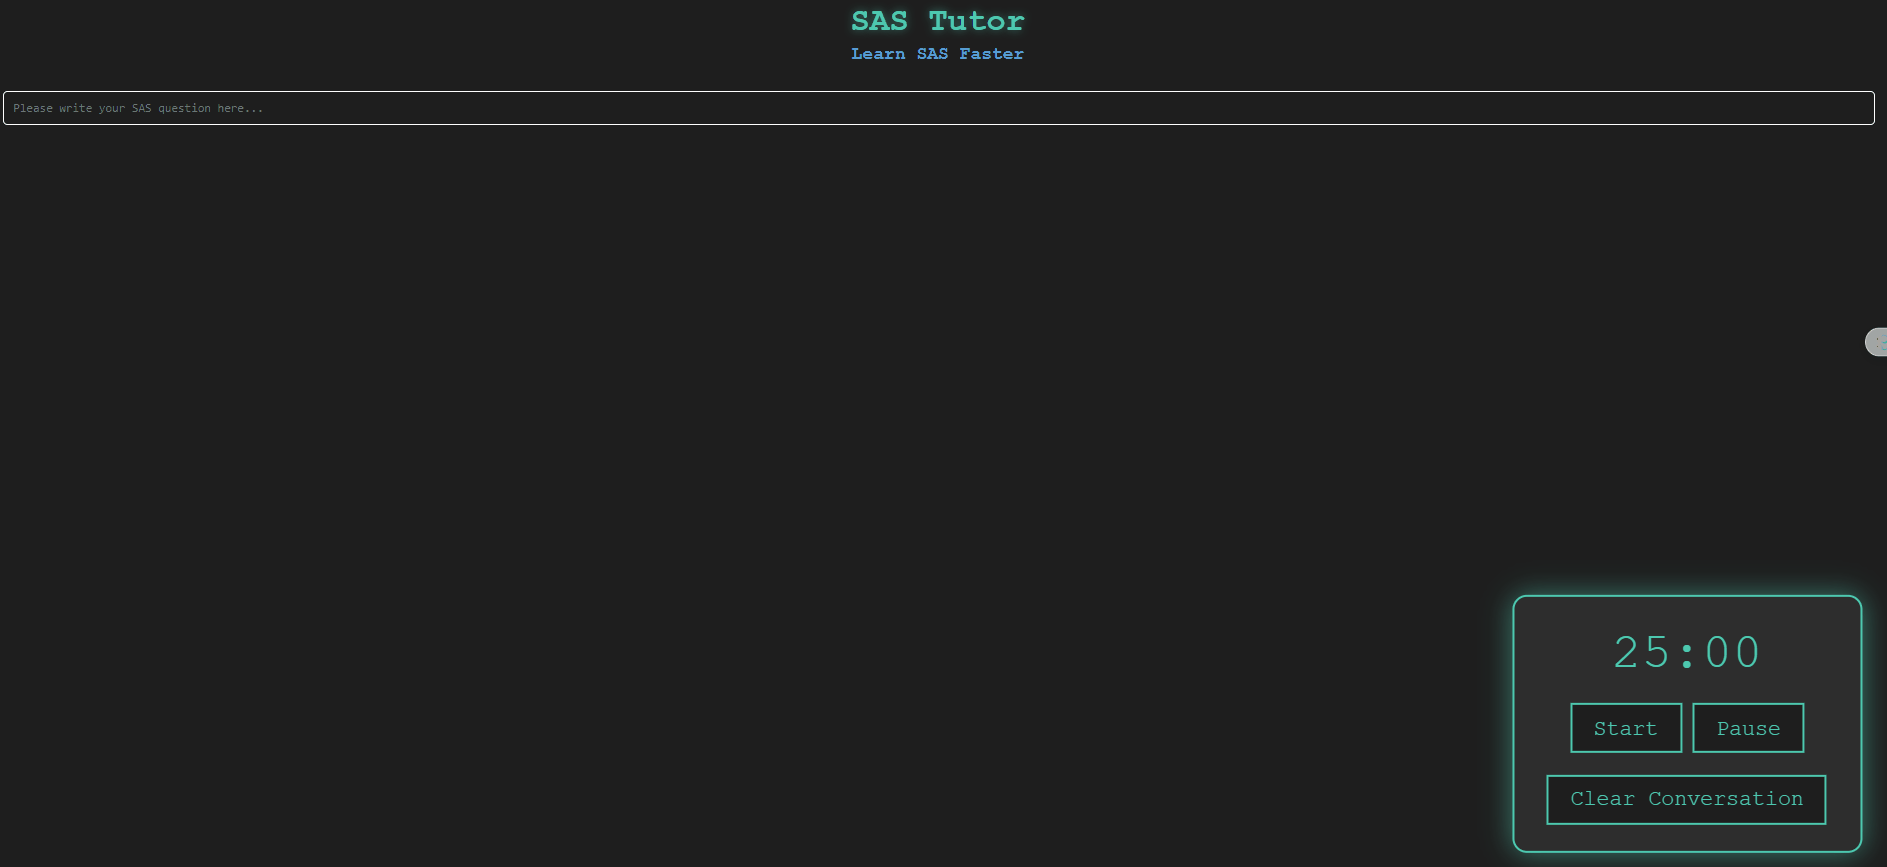 SAS Tutor
Learn SAS Faster
Please write your SAS question here...
25:00
Start Pause
Clear Conversation